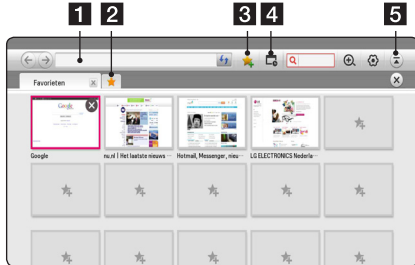 1 2 3 4 5
Favorieten
Google
nu.nl | Het laatste nieuws ···
Hotmail, Messenger, nieu···
LG ELECTRONICS Nederla···